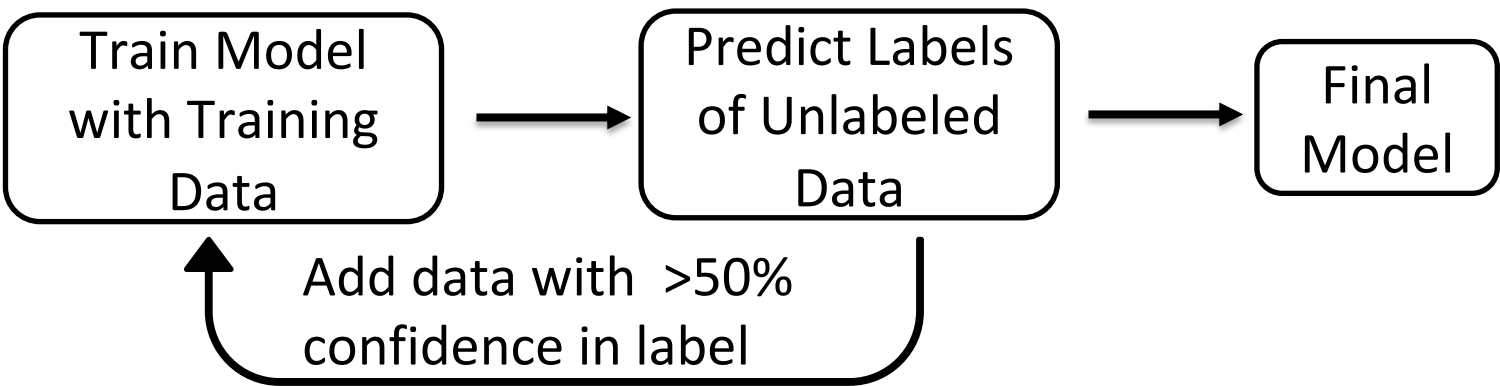 Train Model
with Training
Data
Predict Labels
of Unlabeled
Data
Final
Model
Add data with  >50%
confidence in label